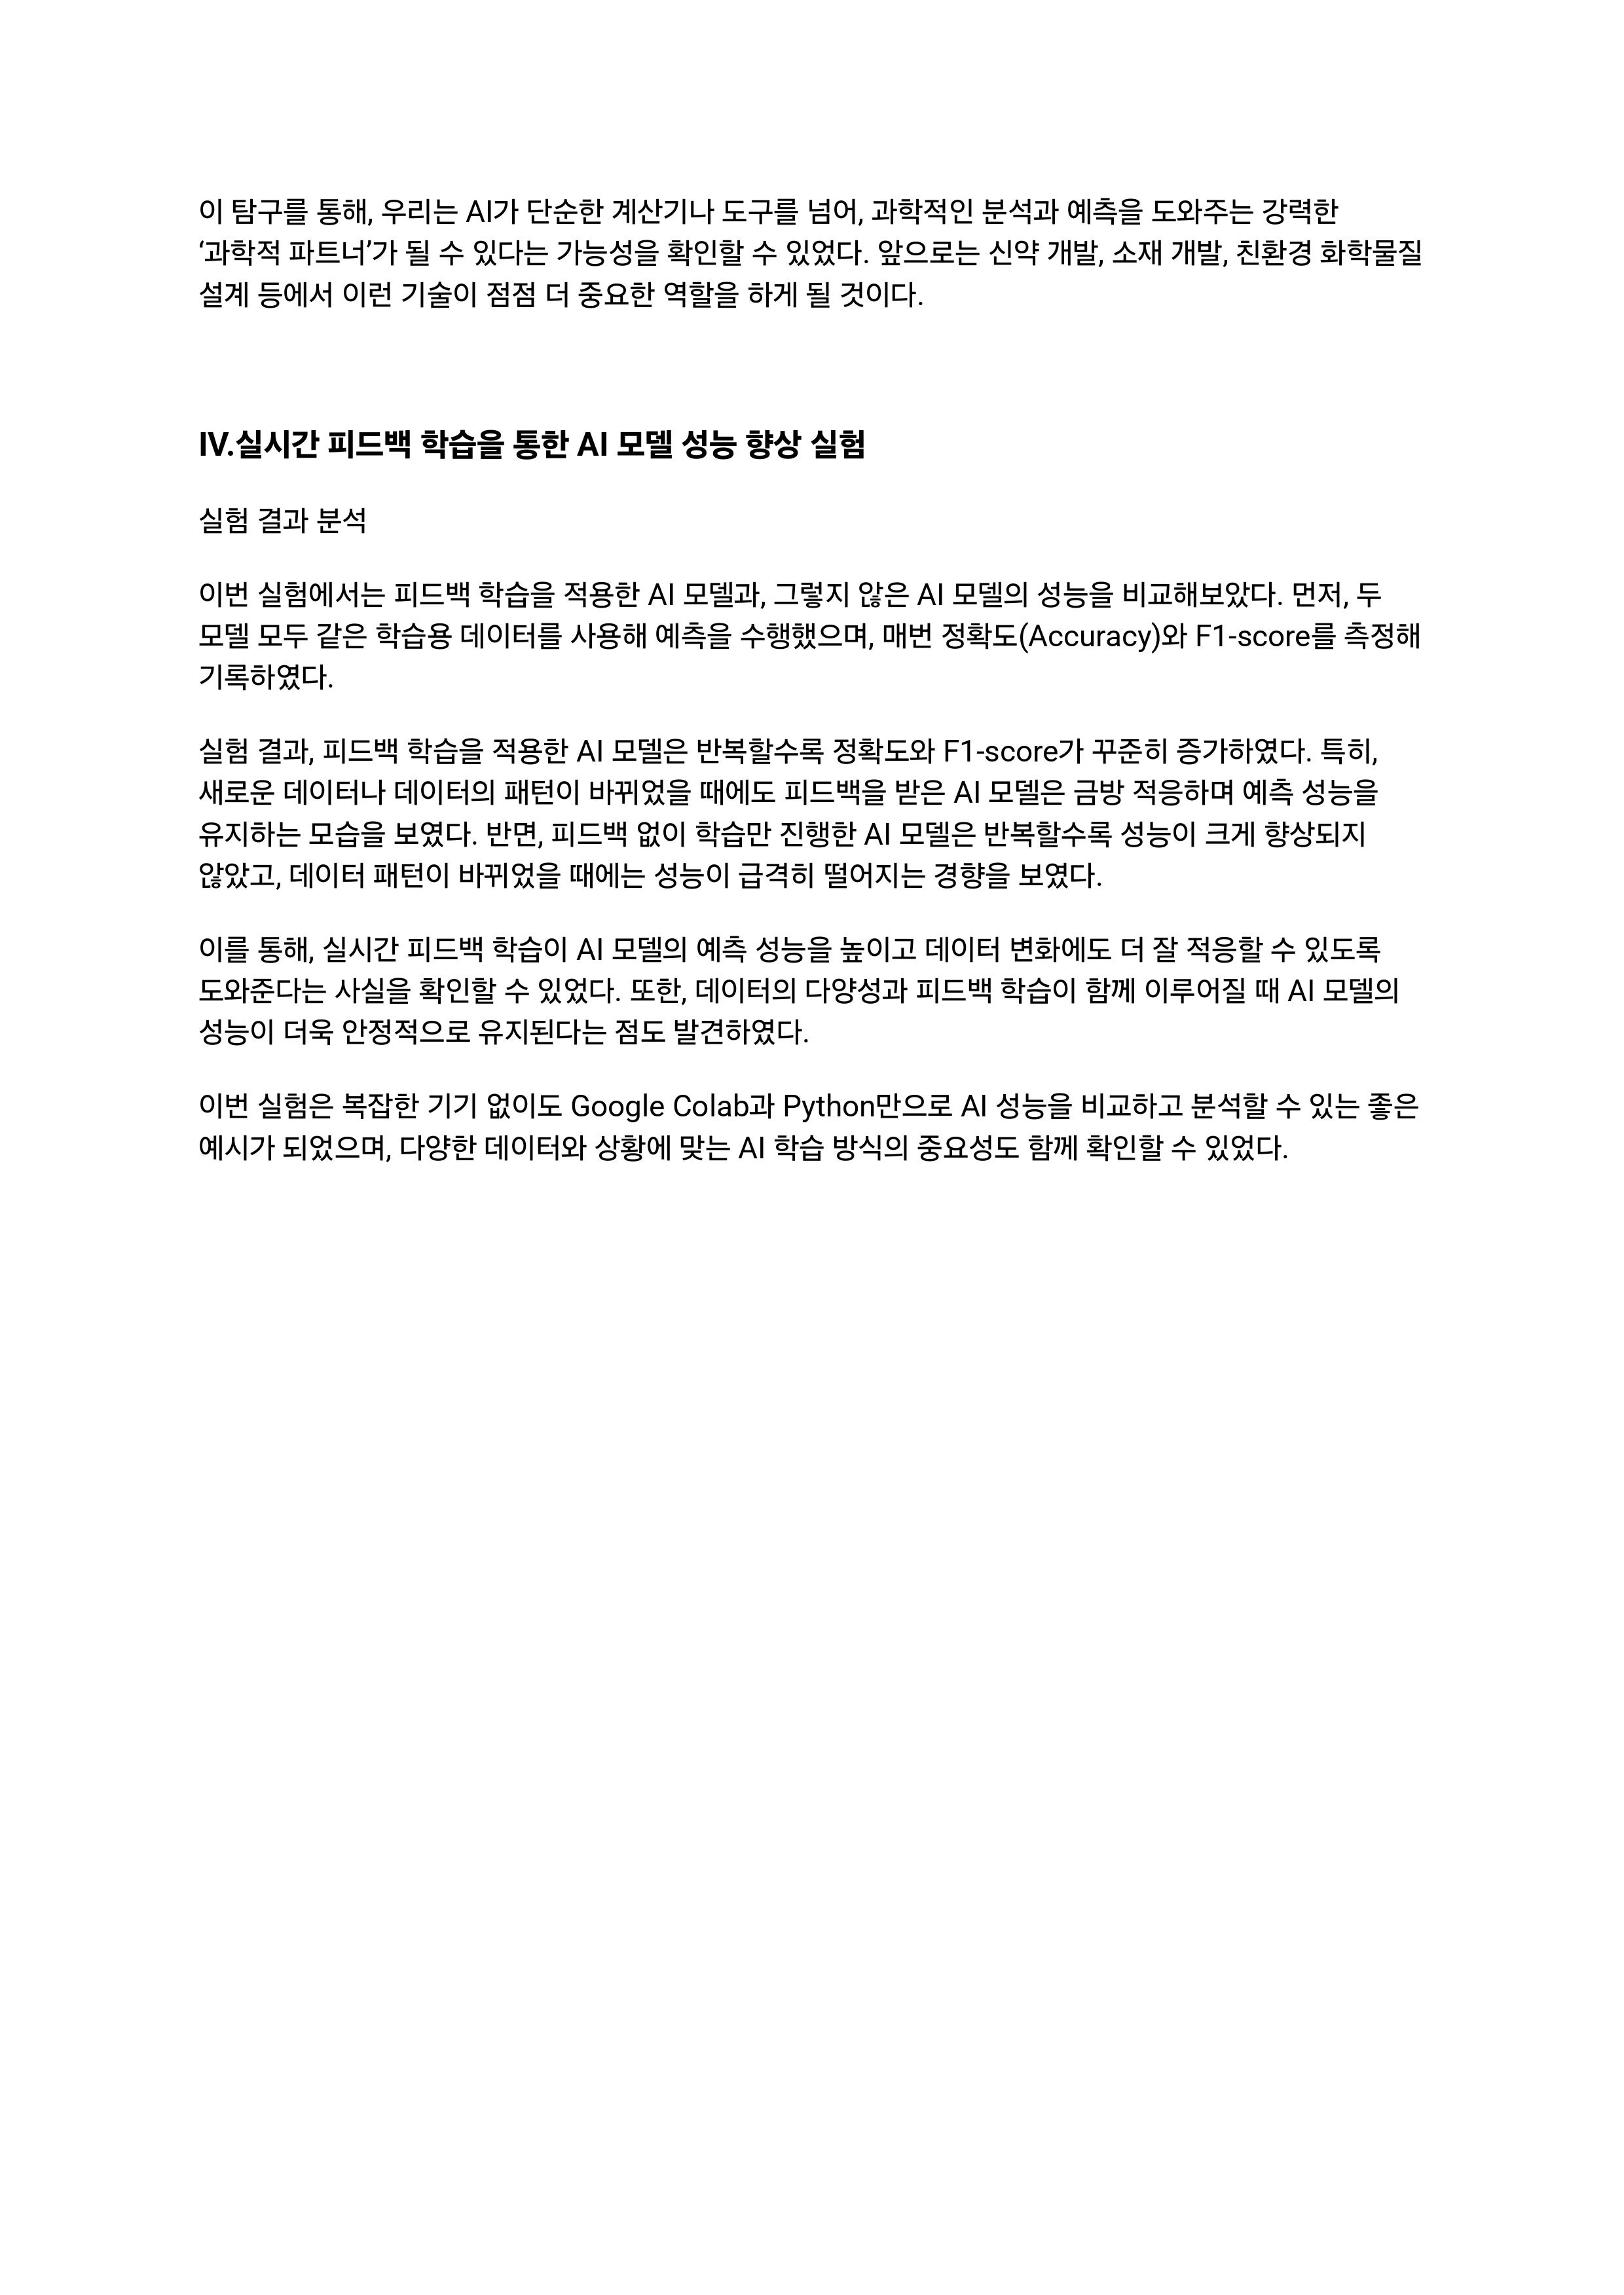 이 탐구를 통해, 우리는 AI가 단순한 계산기나 도구를 넘어, 과학적인 분석과 예측을 도와주는 강력한
‘과학적 파트너’가 될 수 있다는 가능성을 확인할 수 있었다. 앞으로는 신약 개발, 소재 개발, 친환경 화학물질
설계 등에서 이런 기술이 점점 더 중요한 역할을 하게 될 것이다.
IV.실시간 피드백 학습을 통한 AI 모델 성능 향상 실험
실험 결과 분석
이번 실험에서는 피드백 학습을 적용한 AI 모델과, 그렇지 않은 AI 모델의 성능을 비교해보았다. 먼저, 두
모델 모두 같은 학습용 데이터를 사용해 예측을 수행했으며, 매번 정확도(Accuracy)와 F1-score를 측정해
기록하였다.
실험 결과, 피드백 학습을 적용한 AI 모델은 반복할수록 정확도와 F1-score가 꾸준히 증가하였다. 특히,
새로운 데이터나 데이터의 패턴이 바뀌었을 때에도 피드백을 받은 AI 모델은 금방 적응하며 예측 성능을
유지하는 모습을 보였다. 반면, 피드백 없이 학습만 진행한 AI 모델은 반복할수록 성능이 크게 향상되지
않았고, 데이터 패턴이 바뀌었을 때에는 성능이 급격히 떨어지는 경향을 보였다.
이를 통해, 실시간 피드백 학습이 AI 모델의 예측 성능을 높이고 데이터 변화에도 더 잘 적응할 수 있도록
도와준다는 사실을 확인할 수 있었다. 또한, 데이터의 다양성과 피드백 학습이 함께 이루어질 때 AI 모델의
성능이 더욱 안정적으로 유지된다는 점도 발견하였다.
이번 실험은 복잡한 기기 없이도 Google Colab과 Python만으로 AI 성능을 비교하고 분석할 수 있는 좋은
예시가 되었으며, 다양한 데이터와 상황에 맞는 AI 학습 방식의 중요성도 함께 확인할 수 있었다.